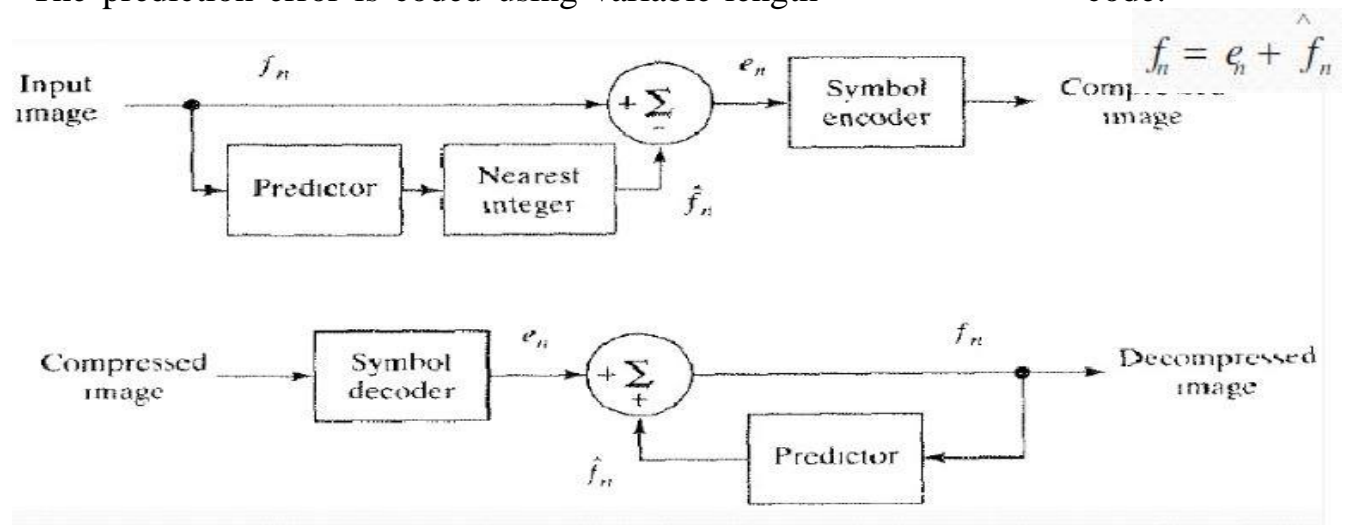 The prediction error is coded using variable length code.
f_n = e_n + f̂_n
f_n
e_n
Input
image
+ Σ
-
Symbol
encoder
image
Predictor
Nearest
integer
f̂_n
Compressed
image
Symbol
decoder
e_n
+ Σ
+
f_n
Decompressed
image
Predictor
f̂_n